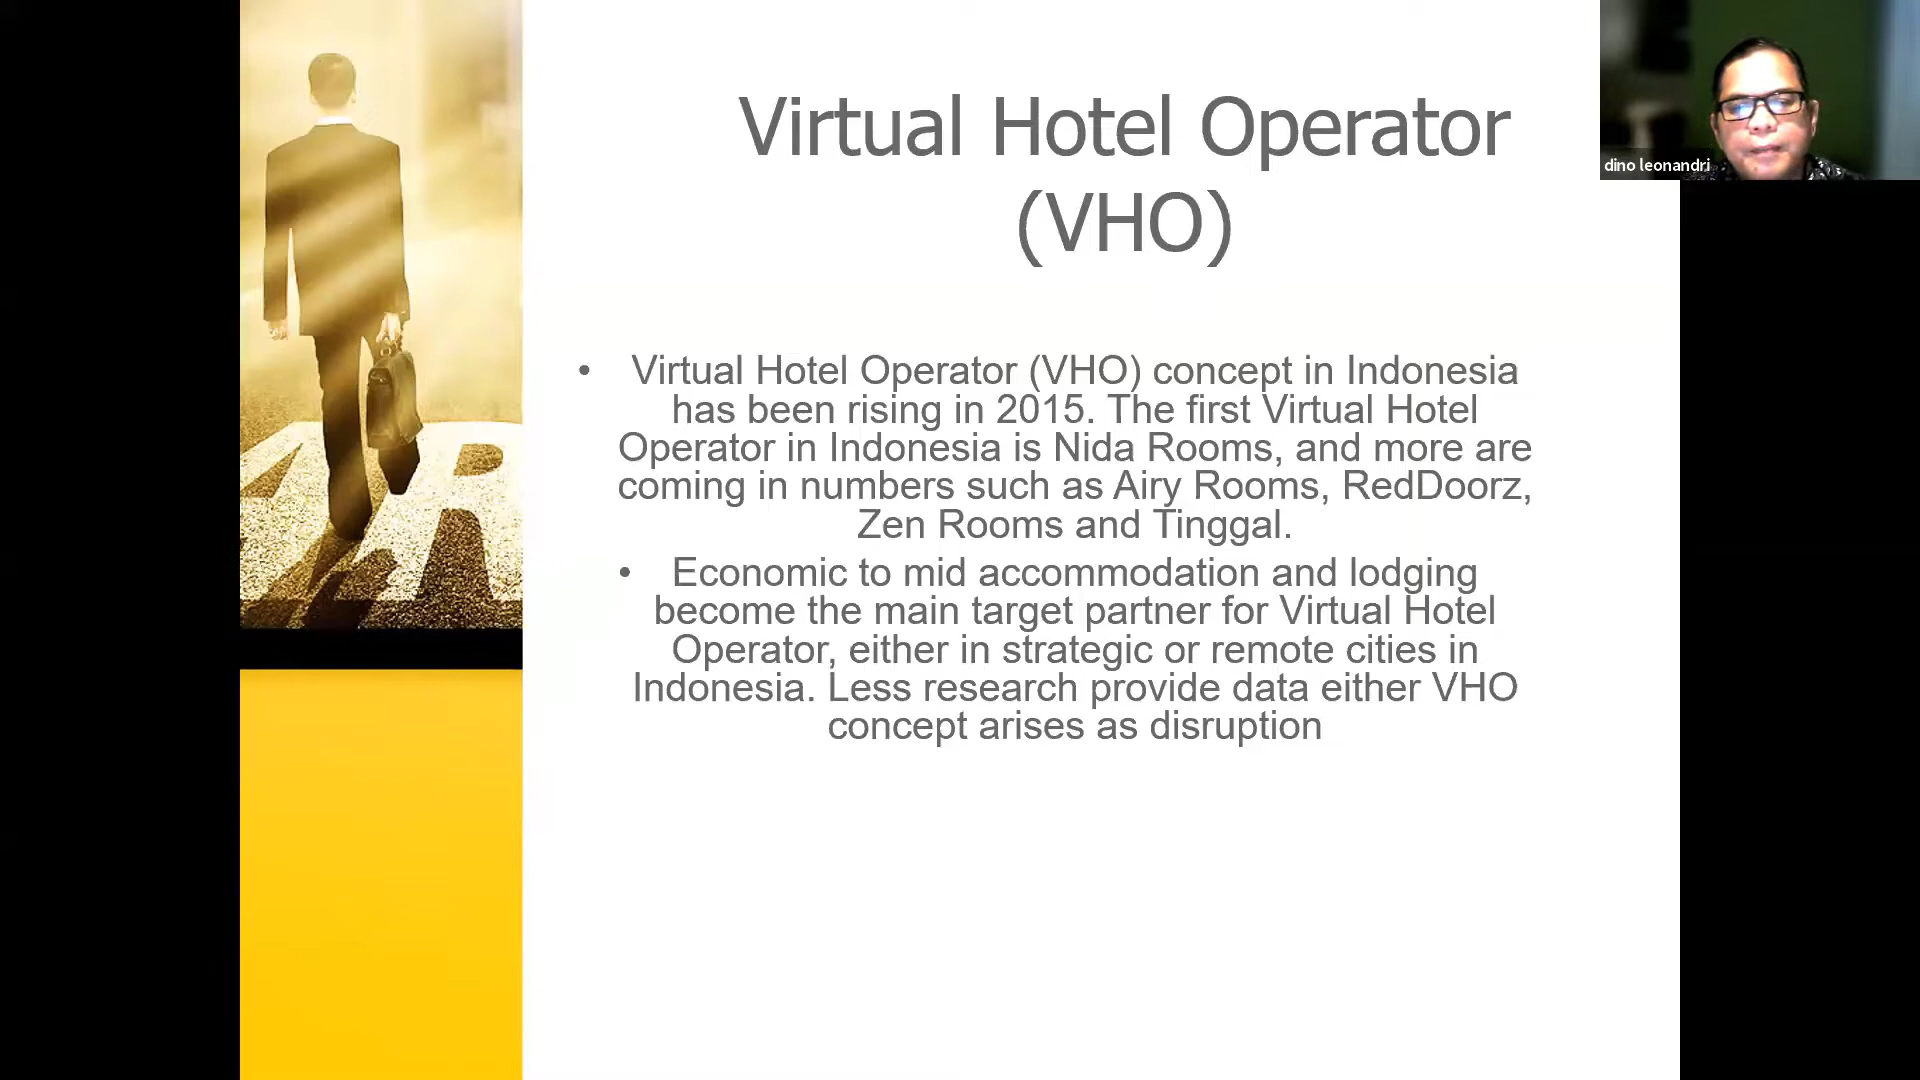 Virtual Hotel Operator
(VHO)
dino leonandri
• Virtual Hotel Operator (VHO) concept in Indonesia
has been rising in 2015. The first Virtual Hotel
Operator in Indonesia is Nida Rooms, and more are
coming in numbers such as Airy Rooms, RedDoorz,
Zen Rooms and Tinggal.
• Economic to mid accommodation and lodging
become the main target partner for Virtual Hotel
Operator, either in strategic or remote cities in
Indonesia. Less research provide data either VHO
concept arises as disruption